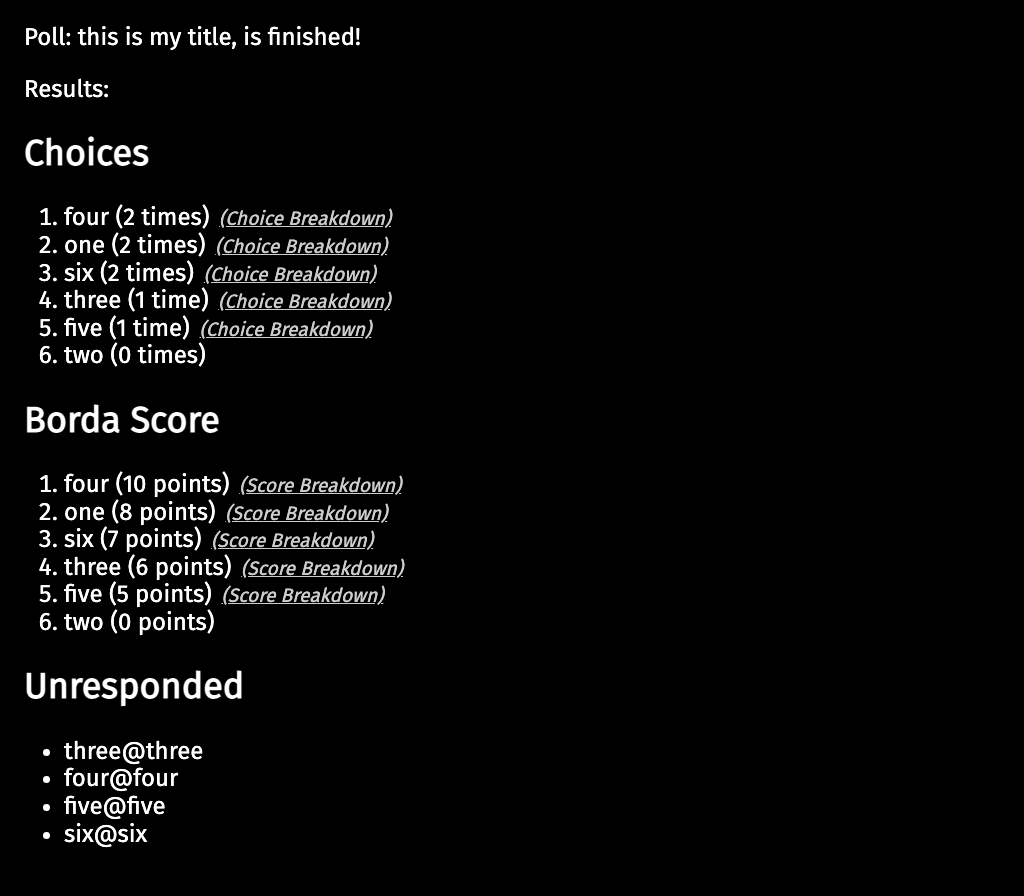 Poll: this is my title, is finished!
Results:
Choices
1. four (2 times) (Choice Breakdown)
2. one (2 times) (Choice Breakdown)
3. six (2 times) (Choice Breakdown)
4. three (1 time) (Choice Breakdown)
5. five (1 time) (Choice Breakdown)
6. two (0 times)
Borda Score
1. four (10 points) (Score Breakdown)
2. one (8 points) (Score Breakdown)
3. six (7 points) (Score Breakdown)
4. three (6 points) (Score Breakdown)
5. five (5 points) (Score Breakdown)
6. two (0 points)
Unresponded
• three@three
• four@four
• five@five
• six@six